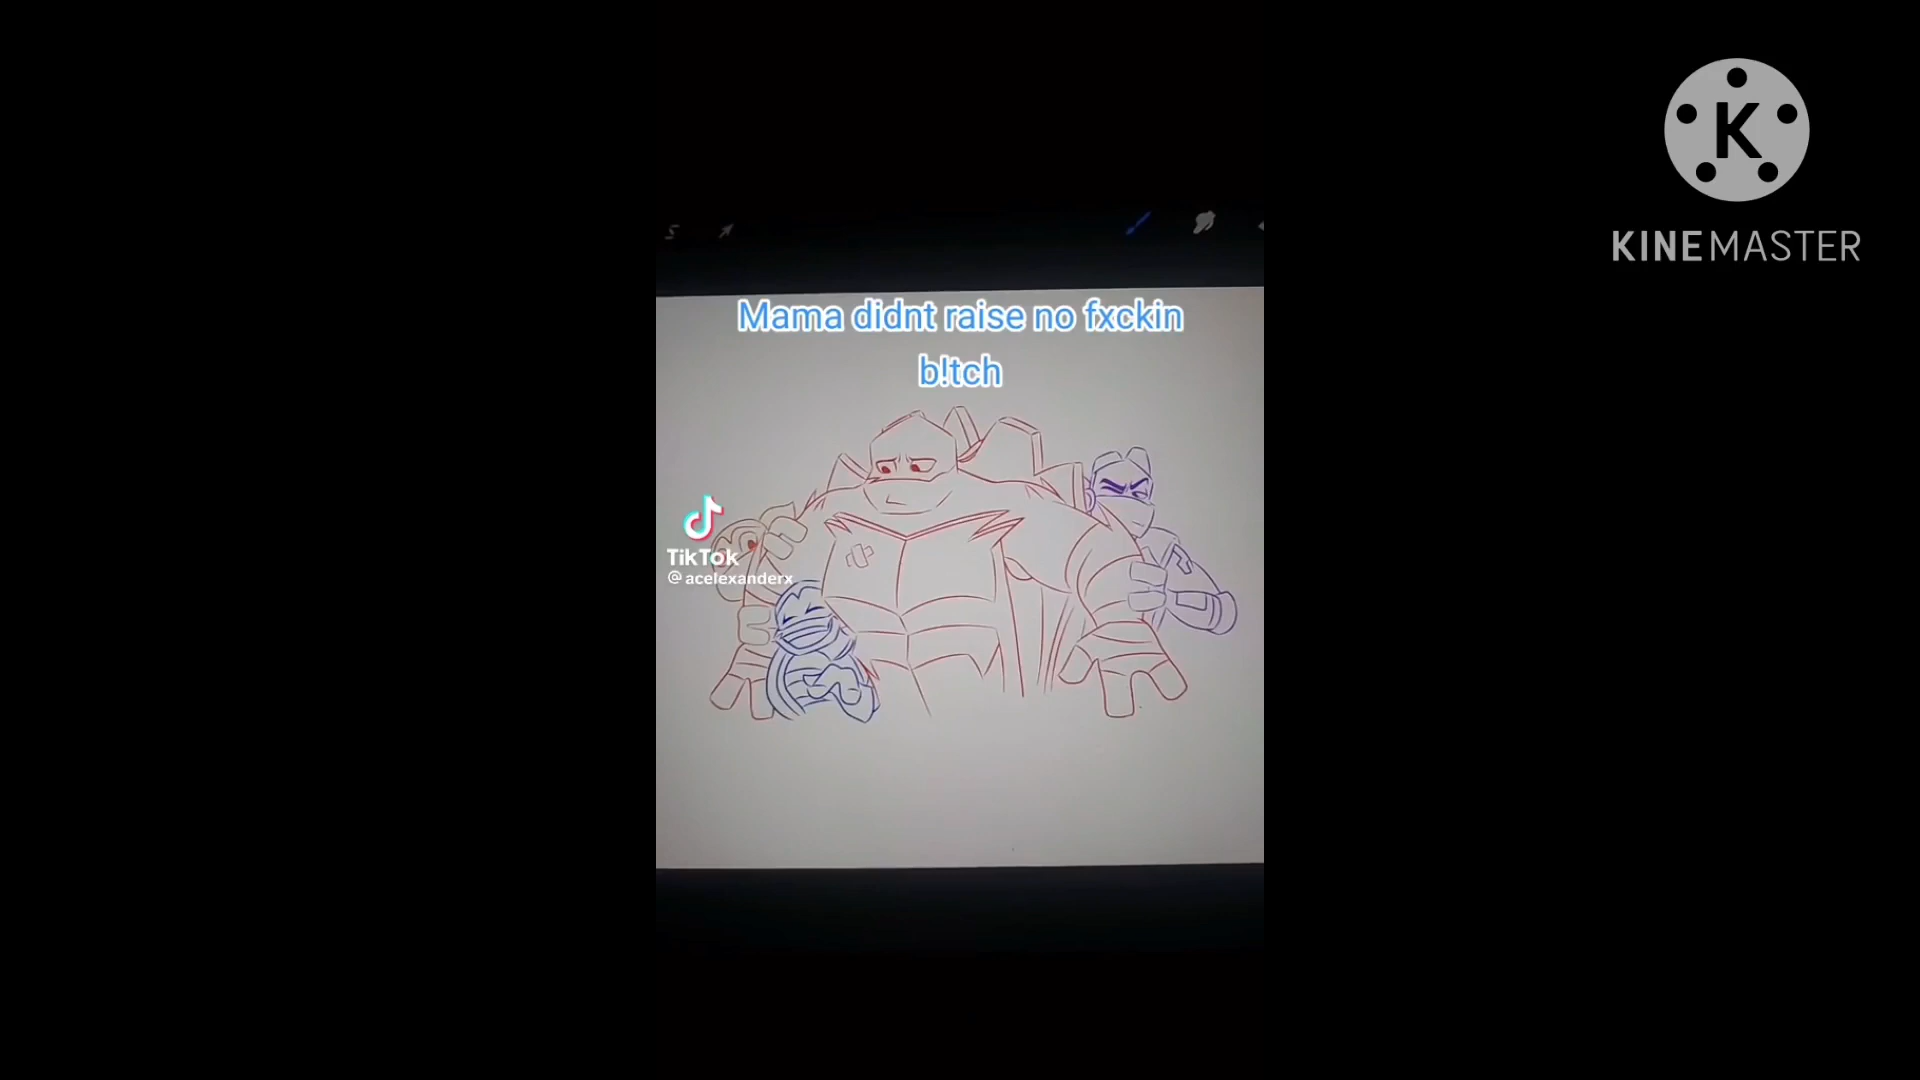 K
KINEMASTER
S
Mama didnt raise no fxckin
b!tch
TikTok
@acelexanderx